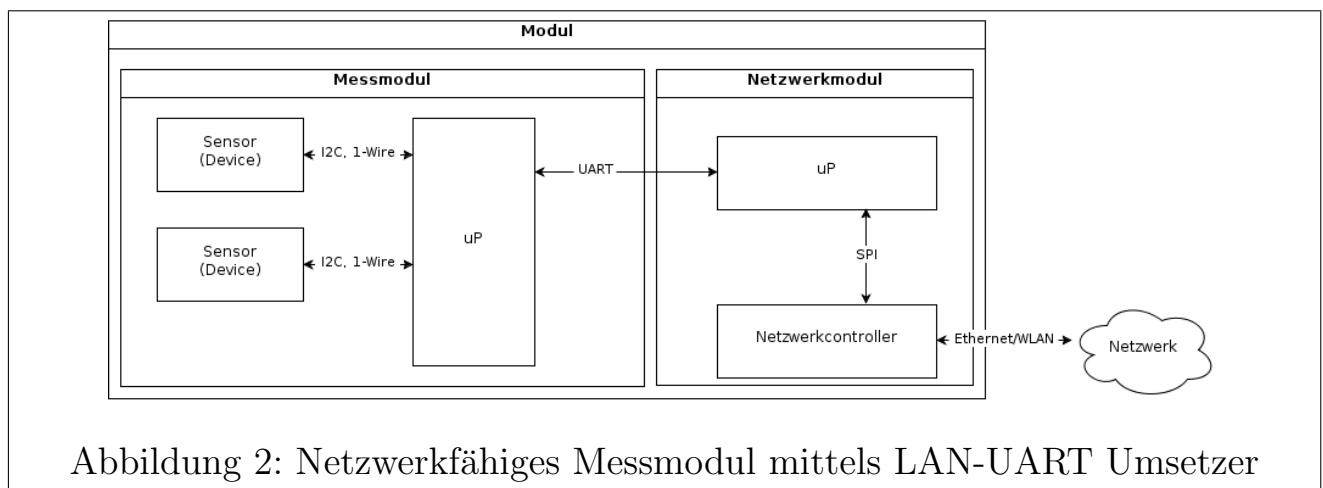 Modul
Messmodul
Netzwerkmodul
Sensor
(Device)
I2C, 1-Wire
uP
UART
uP
Sensor
(Device)
I2C, 1-Wire
SPI
Netzwerkcontroller
Ethernet/WLAN
Netzwerk
Abbildung 2: Netzwerkfähiges Messmodul mittels LAN-UART Umsetzer